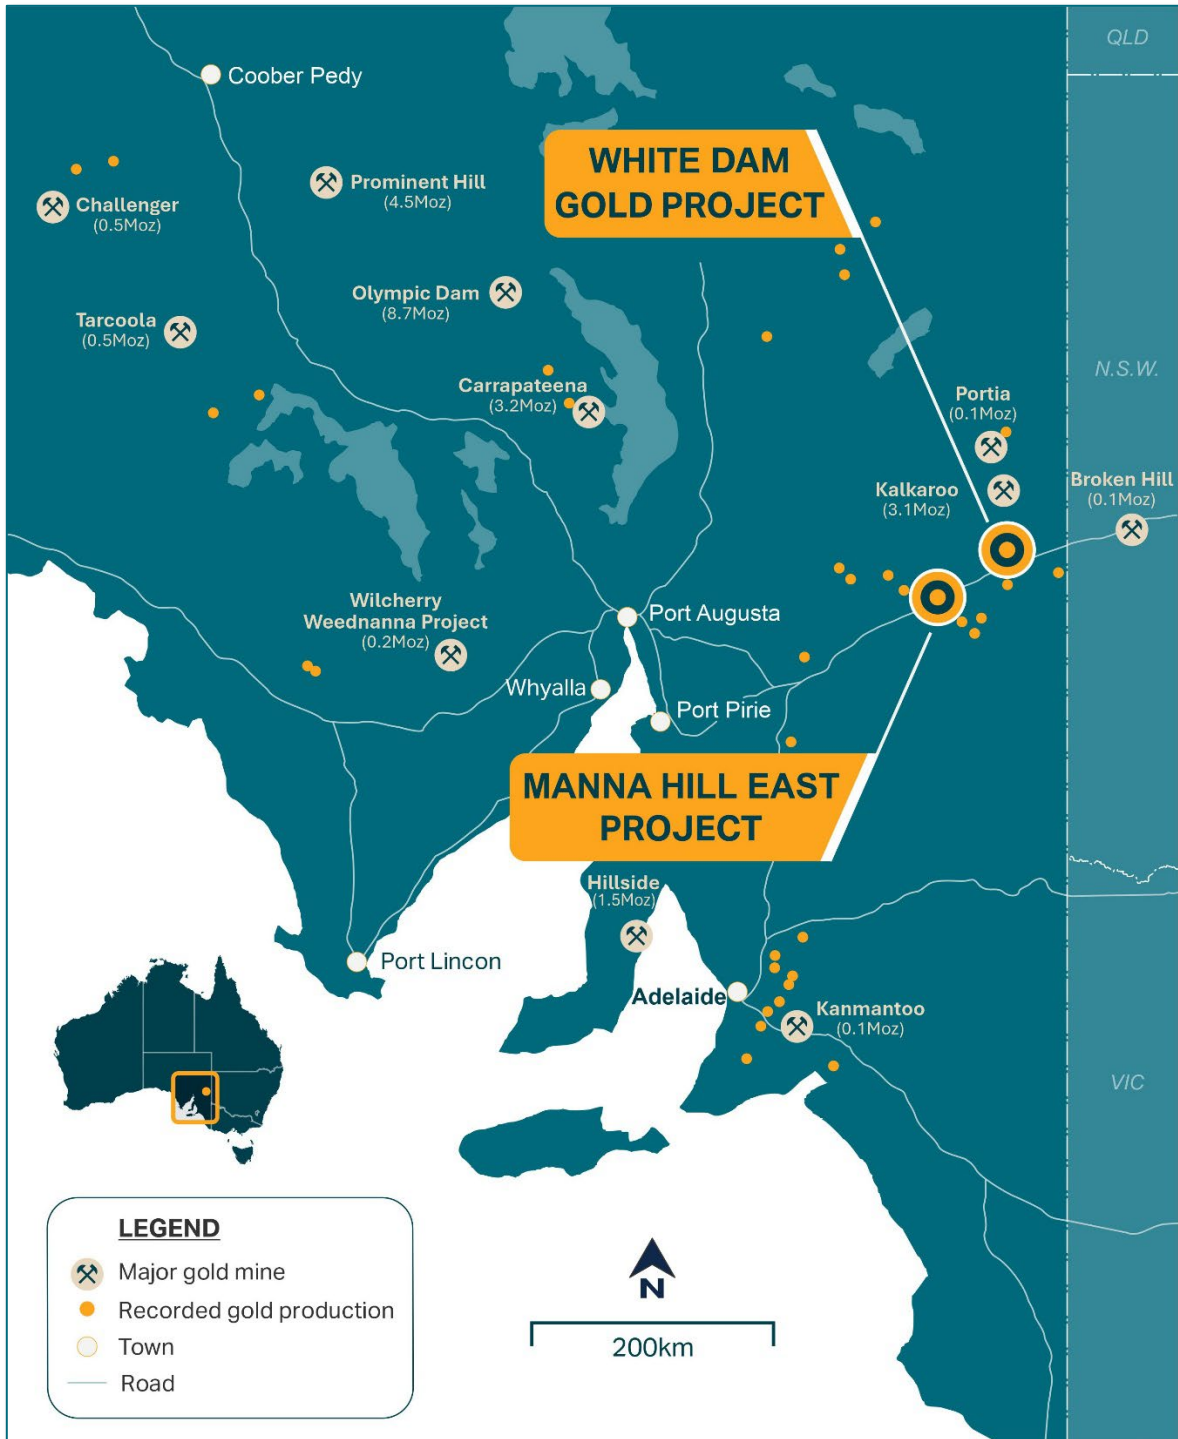 QLD
Coober Pedy
WHITE DAM
GOLD PROJECT
Prominent Hill
(4.5Moz)
Challenger
(0.5Moz)
Olympic Dam
(8.7Moz)
Tarcoola
(0.5Moz)
N.S.W.
Carrapateena
(3.2Moz)
Portia
(0.1Moz)
Kalkaroo
(3.1Moz)
Broken Hill
(0.1Moz)
Wilcherry
Weednanna Project
(0.2Moz)
Port Augusta
Whyalla
Port Pirie
MANNA HILL EAST
PROJECT
Hillside
(1.5Moz)
Port Lincon
Adelaide
Kanmantoo
(0.1Moz)
VIC
LEGEND
Major gold mine
Recorded gold production
Town
Road
N
200km